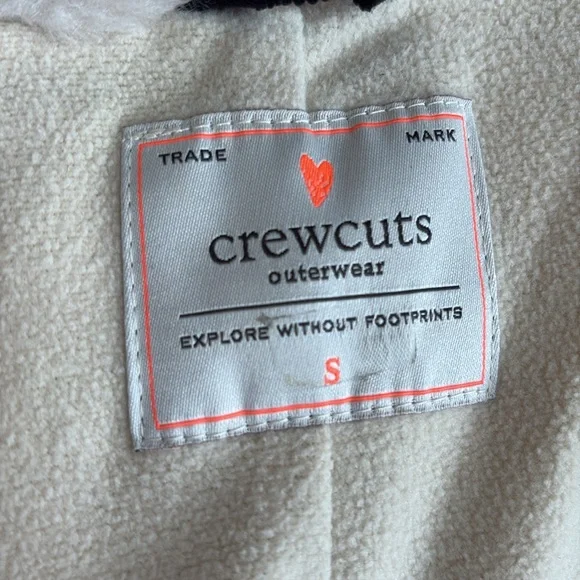 TRADE MARK
crewcuts
outerwear
EXPLORE WITHOUT FOOTPRINTS
S